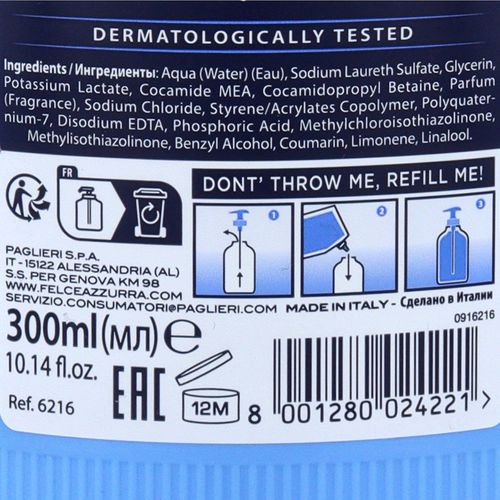 DERMATOLOGICALLY TESTED
Ingredients / Ингредиенты: Aqua (Water) (Eau), Sodium Laureth Sulfate, Glycerin,
Potassium Lactate, Cocamide MEA, Cocamidopropyl Betaine, Parfum
(Fragrance), Sodium Chloride, Styrene/Acrylates Copolymer, Polyquater-
nium-7, Disodium EDTA, Phosphoric Acid, Methylchloroisothiazolinone,
Methylisothiazolinone, Benzyl Alcohol, Coumarin, Limonene, Linalool.
FR
DONT' THROW ME, REFILL ME!
1
2
3
PAGLIERI S.P.A.
IT - 15122 ALESSANDRIA (AL)
S.S. PER GENOVA KM 98
WWW.FELCEAZZURRA.COM
SERVIZIO.CONSUMATORI@PAGLIERI.COM
MADE IN ITALY - Сделано в Италии
0916216
300ml(мл) ℮
10.14 fl.oz.
Ref. 6216
EAC
12M
8 001280 024221 >